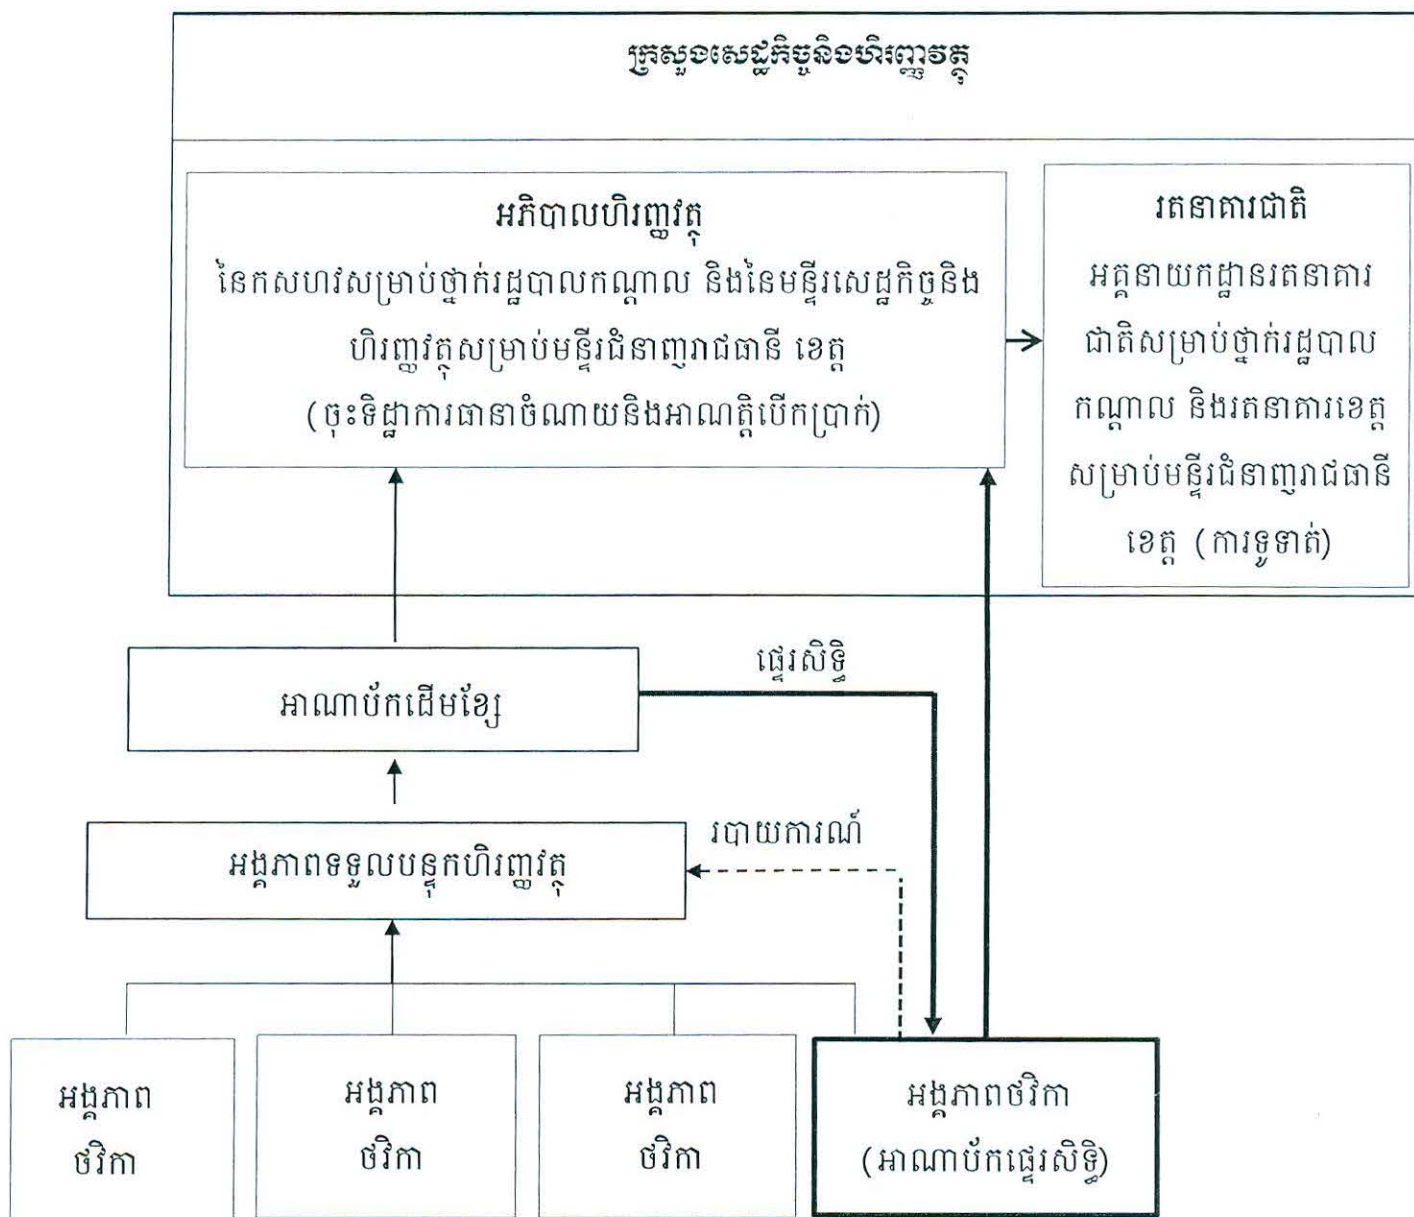 ក្រសួងសេដ្ឋកិច្ចនិងហិរញ្ញវត្ថុ
អភិបាលហិរញ្ញវត្ថុ
នៃកសហវសម្រាប់ថ្នាក់រដ្ឋបាលកណ្តាល និងនៃមន្ទីរសេដ្ឋកិច្ចនិង
ហិរញ្ញវត្ថុសម្រាប់មន្ទីរជំនាញរាជធានី ខេត្ត
(ចុះទិដ្ឋាការធានាចំណាយនិងអាណត្តិបើកប្រាក់)
រតនាគារជាតិ
អគ្គនាយកដ្ឋានរតនាគារ
ជាតិសម្រាប់ថ្នាក់រដ្ឋបាល
កណ្តាល និងរតនាគារខេត្ត
សម្រាប់មន្ទីរជំនាញរាជធានី
ខេត្ត (ការទូទាត់)
អាណាប័កដើមខ្សែ
ផ្ទេរសិទ្ធិ
អង្គភាពទទួលបន្ទុកហិរញ្ញវត្ថុ
របាយការណ៍
អង្គភាព
ថវិកា
អង្គភាព
ថវិកា
អង្គភាព
ថវិកា
អង្គភាពថវិកា
(អាណាប័កផ្ទេរសិទ្ធិ)